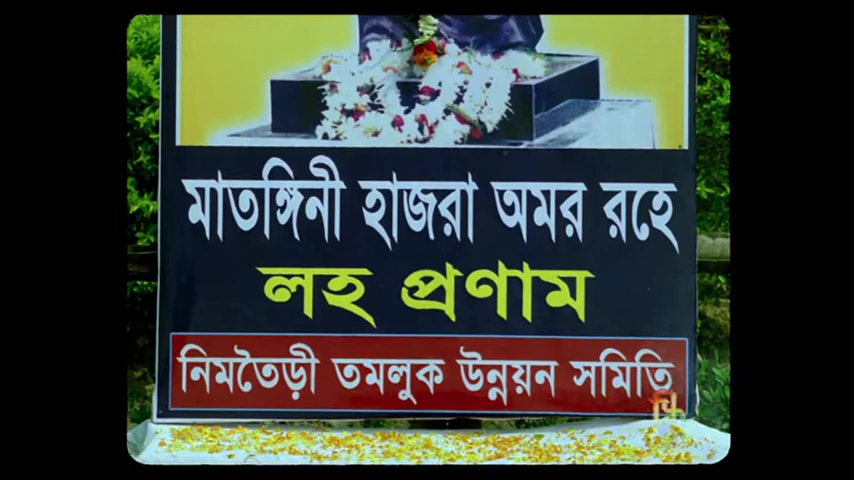 মাতঙ্গিনী হাজরা অমর রহে
লহ প্রণাম
নিমতৈড়ী তমলুক উন্নয়ন সমিতি